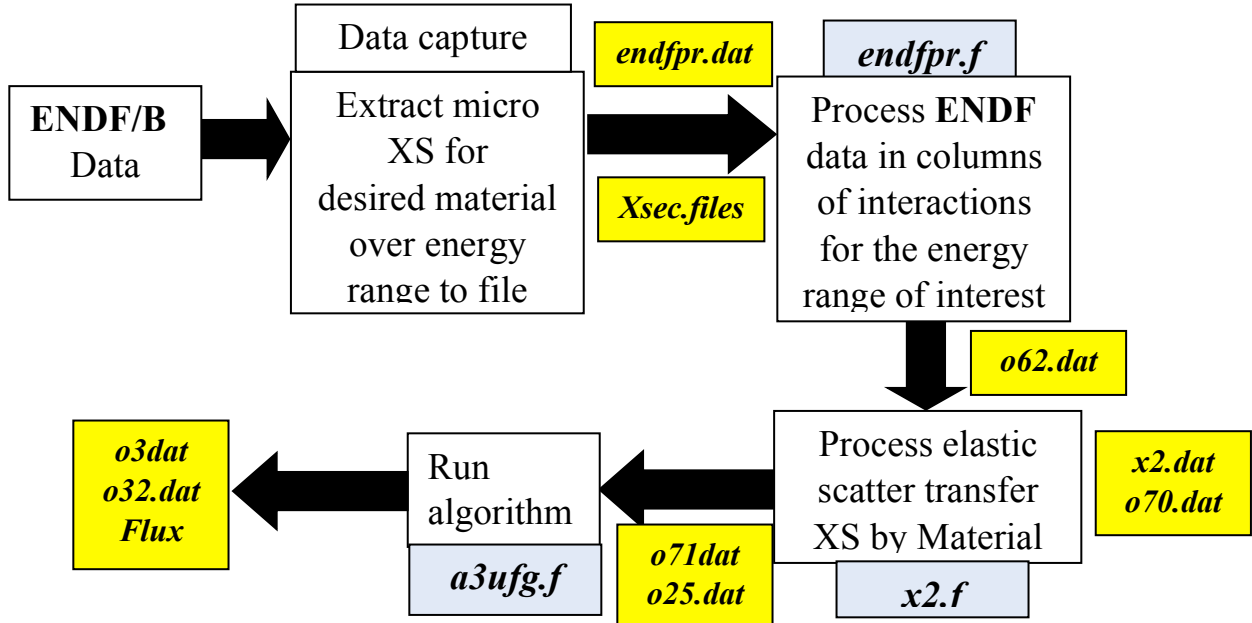 ENDF/B
Data
Data capture
Extract micro
XS for
desired material
over energy
range to file
endfpr.dat
Xsec.files
endfpr.f
Process ENDF
data in columns
of interactions
for the energy
range of interest
o62.dat
Process elastic
scatter transfer
XS by Material
x2.f
x2.dat
o70.dat
o71dat
o25.dat
Run
algorithm
a3ufg.f
o3dat
o32.dat
Flux